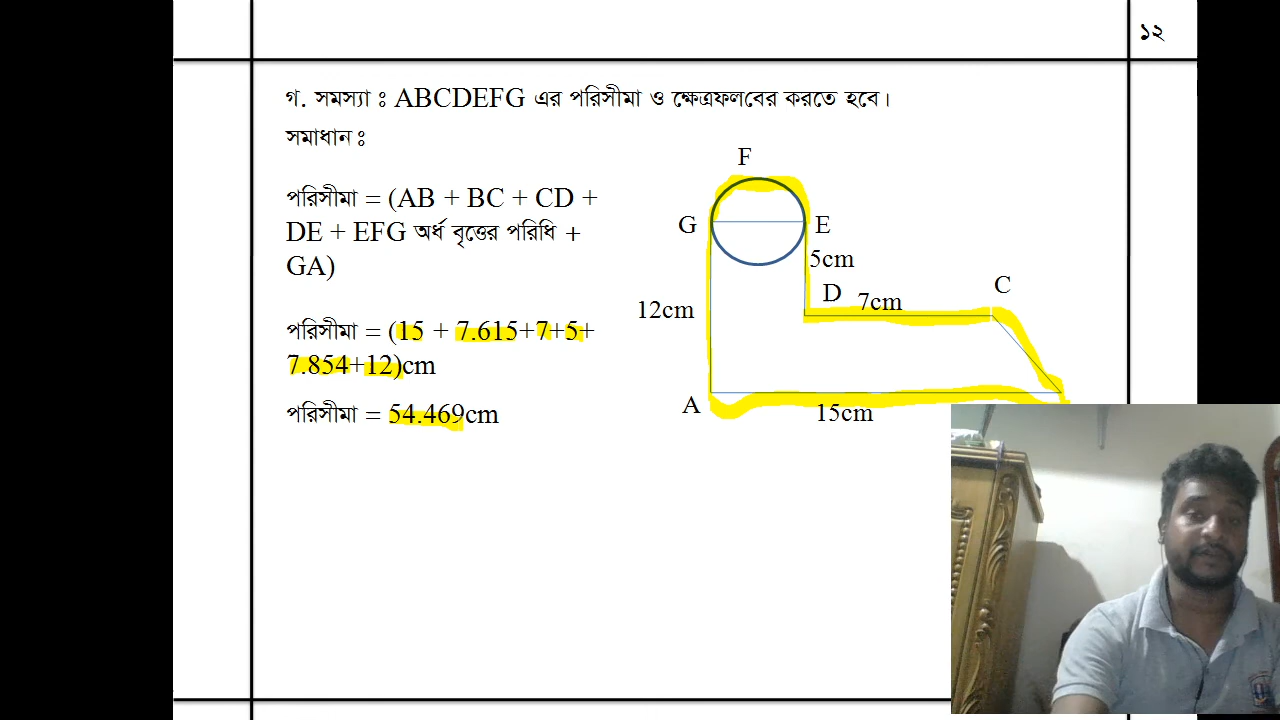 ১২
গ. সমস্যা ঃ ABCDEFG এর পরিসীমা ও ক্ষেত্রফলবের করতে হবে।
সমাধান ঃ
পরিসীমা = (AB + BC + CD +
DE + EFG অর্ধ বৃত্তের পরিধি +
GA)
পরিসীমা = (15 + 7.615+7+5+
7.854+12)cm
পরিসীমা = 54.469cm
F
G
E
5cm
D
7cm
C
12cm
A
15cm